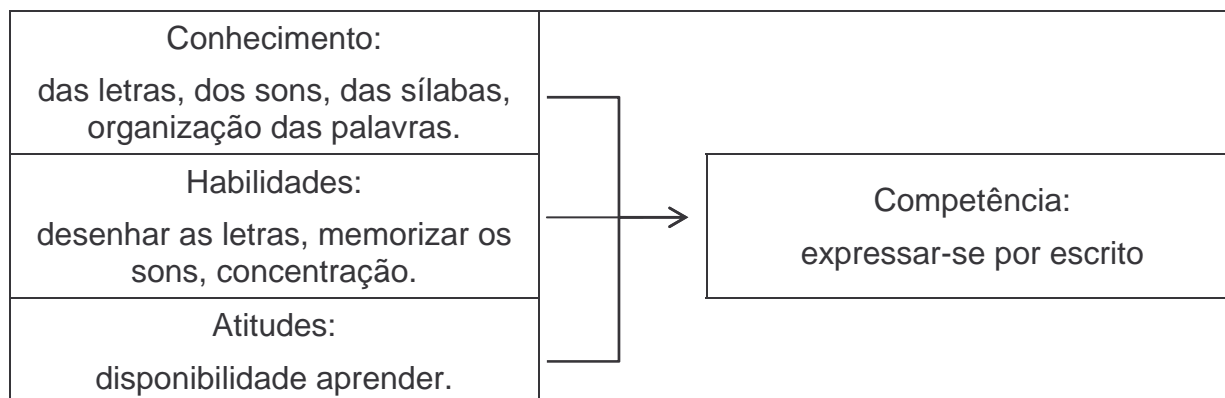 Conhecimento:
das letras, dos sons, das sílabas,
organização das palavras.
Habilidades:
desenhar as letras, memorizar os
sons, concentração.
Atitudes:
disponibilidade aprender.
Competência:
expressar-se por escrito